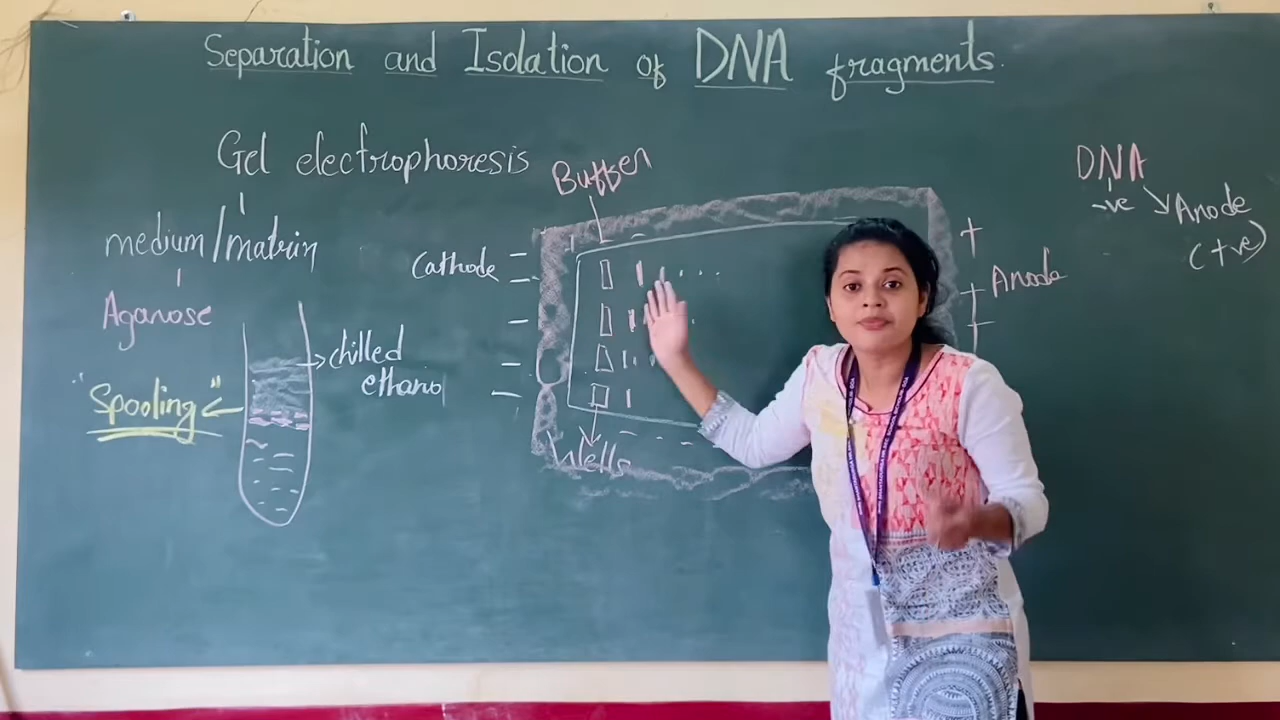 Separation and Isolation of DNA fragments.
Gel electrophoresis
medium/matrix
Agarose
"Spooling"
chilled
ethano
Buffer
Cathode
Wells
+
+
+
Anode
DNA
-ve
Anode
(+ve)